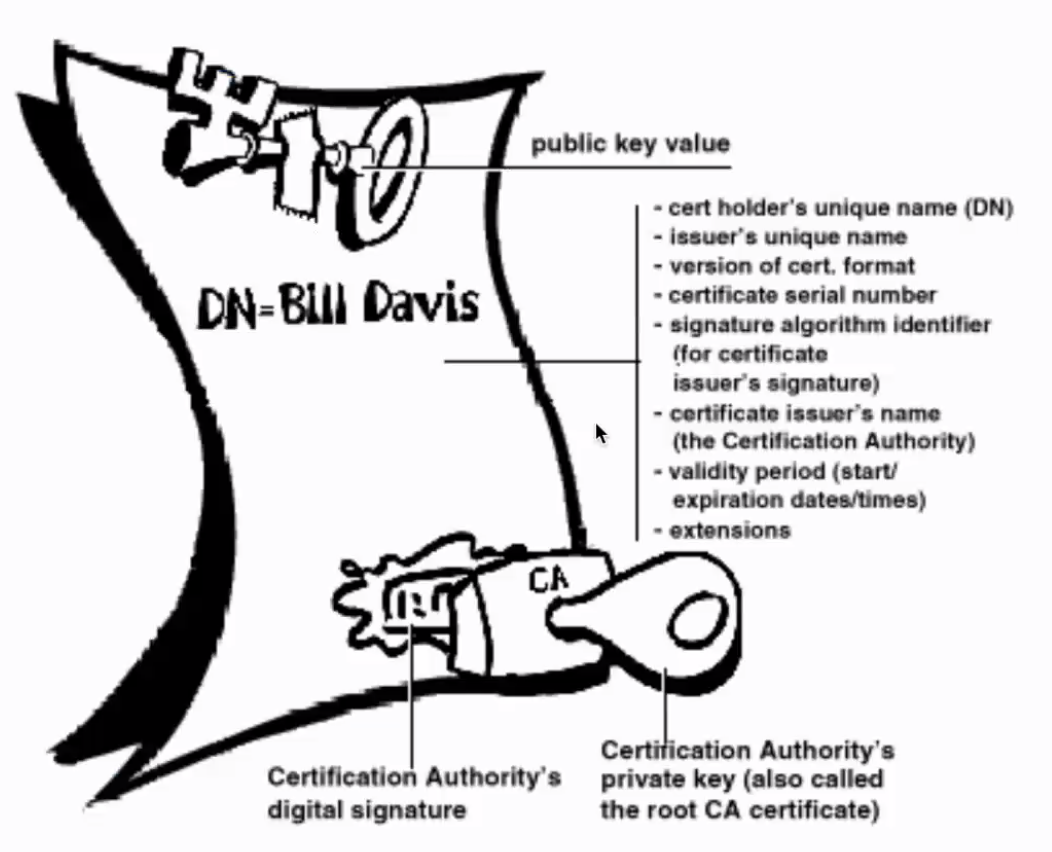 public key value
- cert holder's unique name (DN)
- issuer's unique name
- version of cert. format
- certificate serial number
- signature algorithm identifier
(for certificate
issuer's signature)
- certificate issuer's name
(the Certification Authority)
- validity period (start/
expiration dates/times)
- extensions
DN=Bill Davis
CA
Certification Authority's
digital signature
Certification Authority's
private key (also called
the root CA certificate)